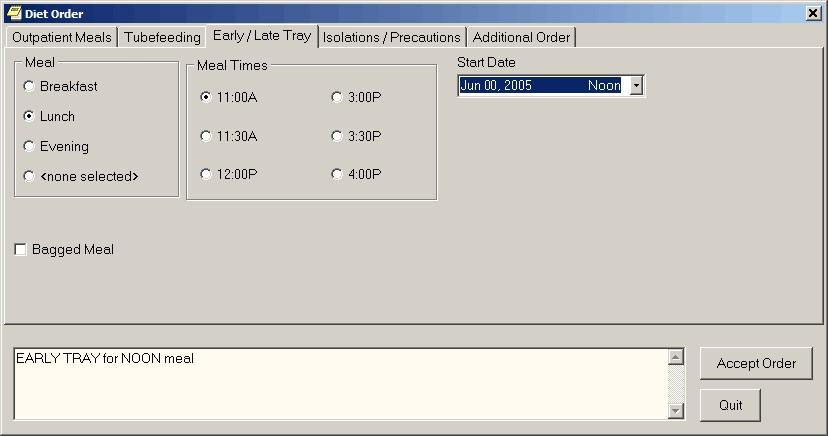 Diet Order
Outpatient Meals Tubefeeding Early / Late Tray Isolations / Precautions Additional Order
Meal
Breakfast
Lunch
Evening
<none selected>
Meal Times
11:00A 3:00P
11:30A 3:30P
12:00P 4:00P
Start Date
Jun 00, 2005 Noon
Bagged Meal
EARLY TRAY for NOON meal
Accept Order
Quit